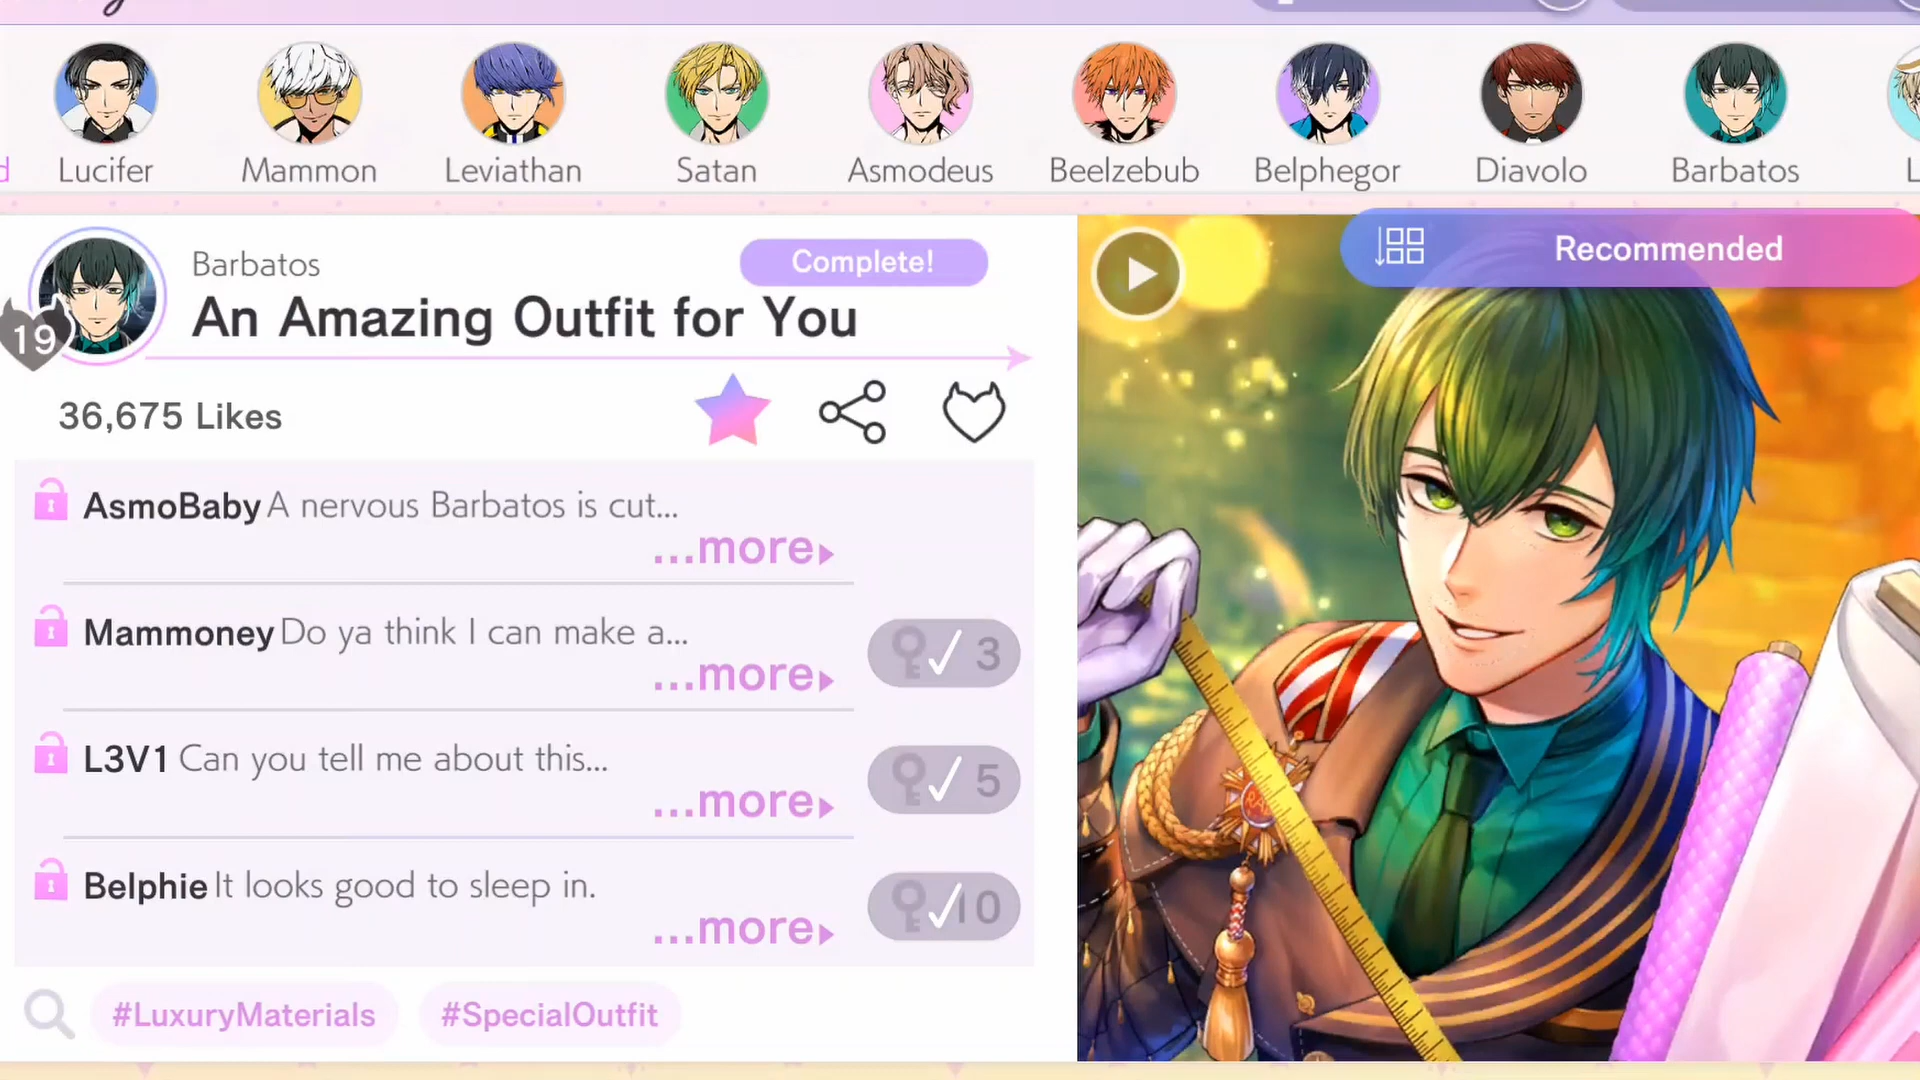 Lucifer
Mammon
Leviathan
Satan
Asmodeus
Beelzebub
Belphegor
Diavolo
Barbatos
Barbatos
Complete!
Recommended
An Amazing Outfit for You
19
36,675 Likes
AsmoBaby A nervous Barbatos is cut...
...more
Mammoney Do ya think I can make a...
...more
3
L3V1 Can you tell me about this...
...more
5
Belphie It looks good to sleep in.
...more
10
#LuxuryMaterials
#SpecialOutfit